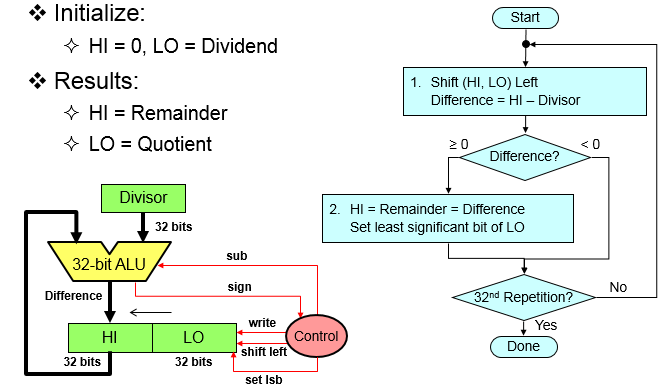 Initialize:
HI = 0, LO = Dividend
Results:
HI = Remainder
LO = Quotient
Divisor
32 bits
32-bit ALU
sub
Difference
sign
HI
LO
write
Control
shift left
32 bits
32 bits
set lsb
Start
1. Shift (HI, LO) Left
Difference = HI – Divisor
≥ 0
< 0
Difference?
2. HI = Remainder = Difference
Set least significant bit of LO
32nd Repetition?
No
Yes
Done